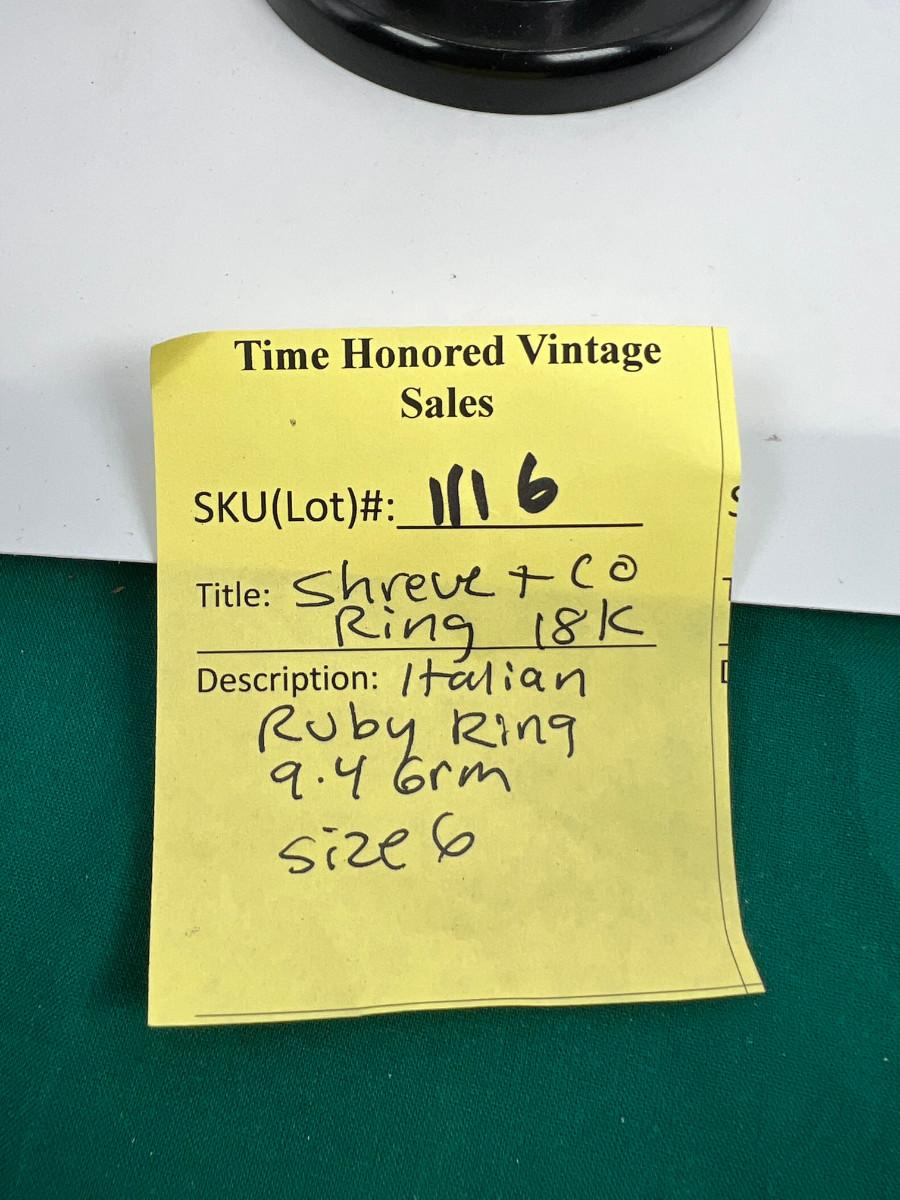 Time Honored Vintage
Sales
SKU(Lot)#: 1116
Title: Shreve + CO
Ring 18K
Description: Italian
Ruby Ring
9.4 Grm
size 6